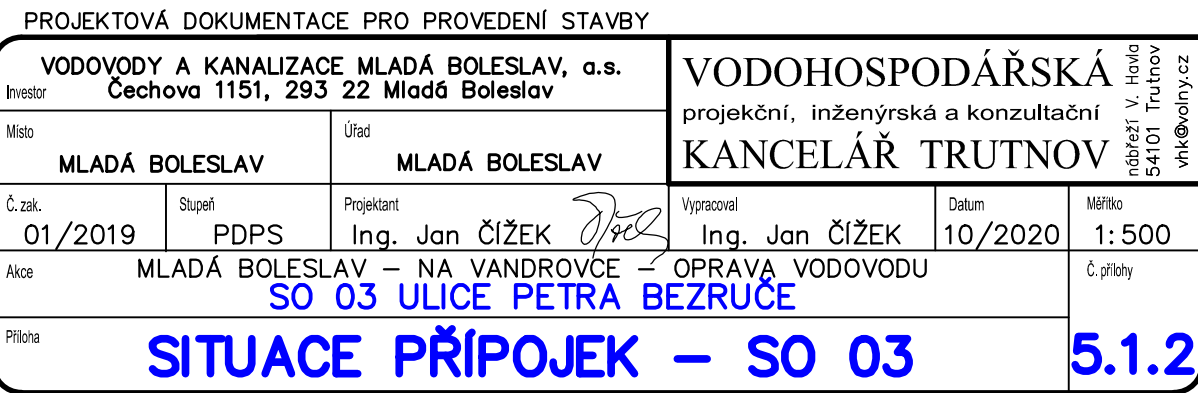 PROJEKTOVÁ DOKUMENTACE PRO PROVEDENÍ STAVBY
VODOVODY A KANALIZACE MLADÁ BOLESLAV, a.s.
Investor Čechova 1151, 293 22 Mladá Boleslav
VODOHOSPODÁŘSKÁ
projekční, inženýrská a konzultační
KANCELÁŘ TRUTNOV
nábřeží V. Havla
54101 Trutnov
vhk@volny.cz
Místo
MLADÁ BOLESLAV
Úřad
MLADÁ BOLESLAV
Č. zak.
01/2019
Stupeň
PDPS
Projektant
Ing. Jan ČÍŽEK
Vypracoval
Ing. Jan ČÍŽEK
Datum
10/2020
Měřítko
1:500
Akce MLADÁ BOLESLAV – NA VANDROVCE – OPRAVA VODOVODU
SO 03 ULICE PETRA BEZRUČE
Č. přílohy
5.1.2
Příloha
SITUACE PŘÍPOJEK – SO 03